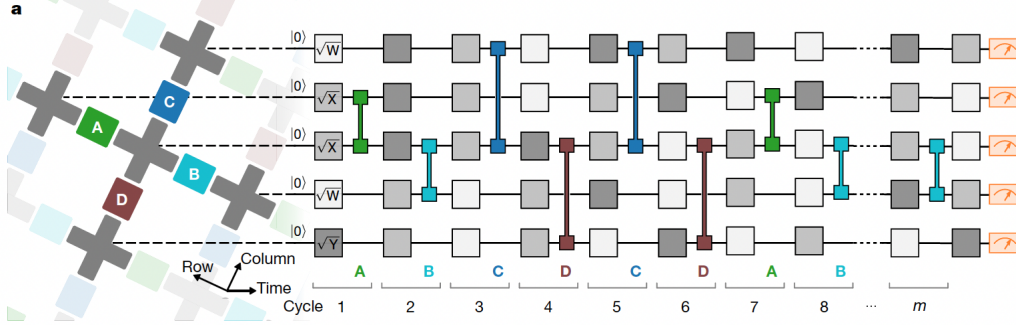 a
|0⟩
|0⟩
|0⟩
|0⟩
|0⟩
√W
√X
√X
√W
√Y
C
A
B
D
Row
Column
Time
A B C D C D A B
Cycle 1 2 3 4 5 6 7 8 ... m